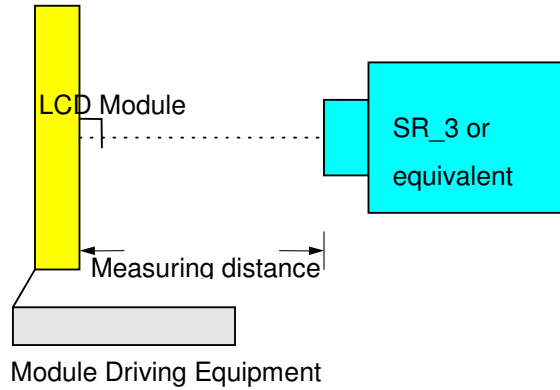 LCD Module
SR_3 or
equivalent
Measuring distance
Module Driving Equipment